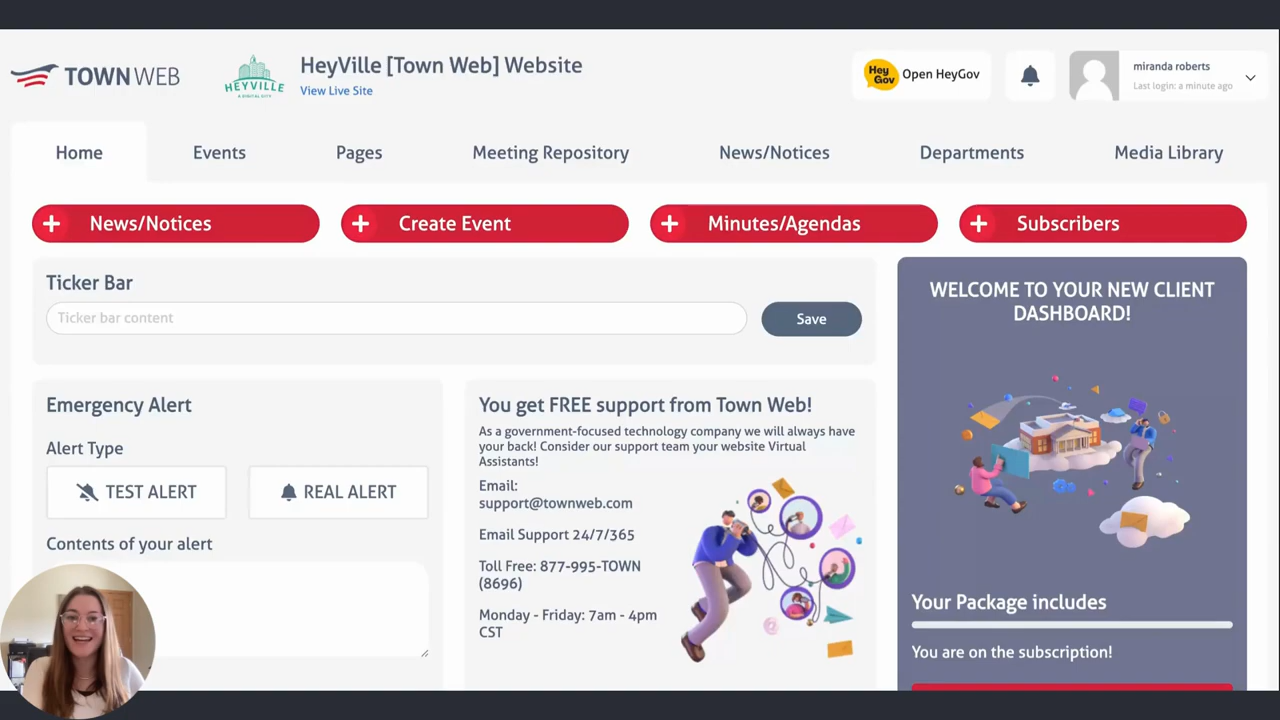 TOWN WEB
HEYVILLE
A DIGITAL CITY
HeyVille [Town Web] Website
View Live Site
Hey
Gov
Open HeyGov
miranda roberts
Last login: a minute ago
Home
Events
Pages
Meeting Repository
News/Notices
Departments
Media Library
+ News/Notices
+ Create Event
+ Minutes/Agendas
+ Subscribers
Ticker Bar
Ticker bar content
Save
Emergency Alert
Alert Type
TEST ALERT
REAL ALERT
Contents of your alert
You get FREE support from Town Web!
As a government-focused technology company we will always have
your back! Consider our support team your website Virtual
Assistants!
Email:
support@townweb.com
Email Support 24/7/365
Toll Free: 877-995-TOWN
(8696)
Monday - Friday: 7am - 4pm
CST
WELCOME TO YOUR NEW CLIENT
DASHBOARD!
Your Package includes
You are on the subscription!